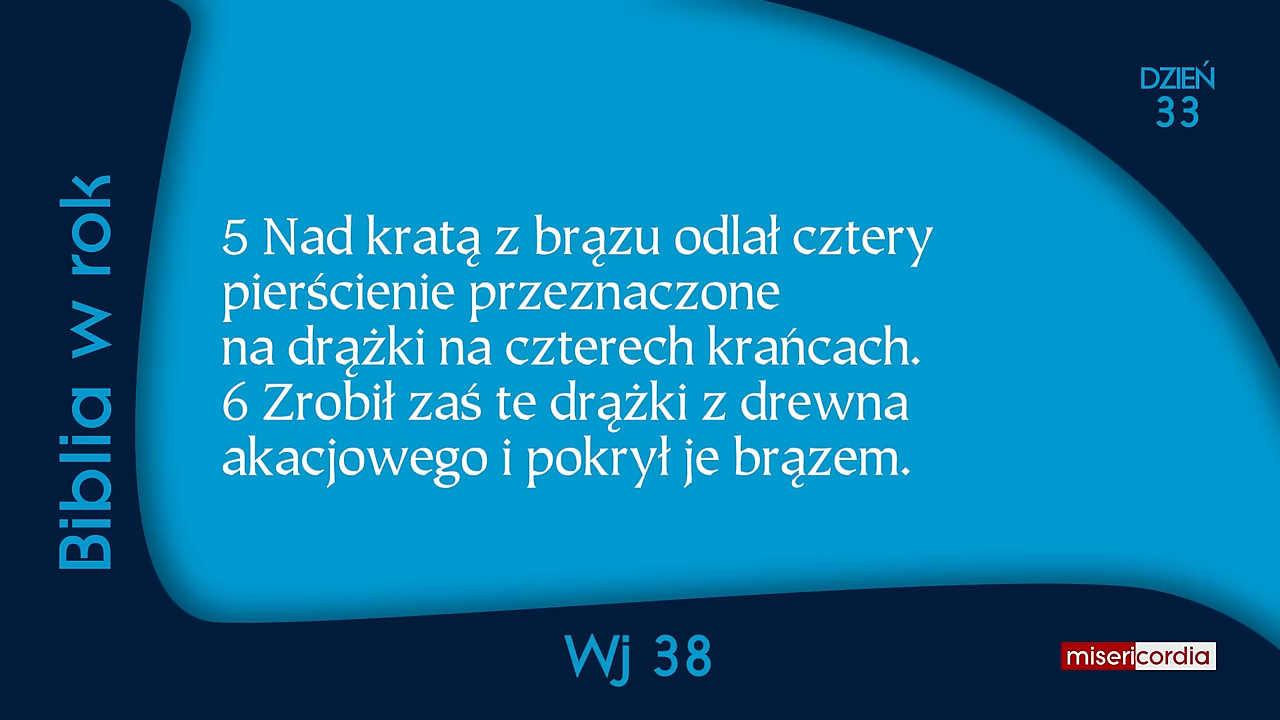 DZIEŃ
33
Biblia w rok
5 Nad kratą z brązu odlał cztery
pierścienie przeznaczone
na drążki na czterech krańcach.
6 Zrobił zaś te drążki z drewna
akacjowego i pokrył je brązem.
Wj 38
misericordia